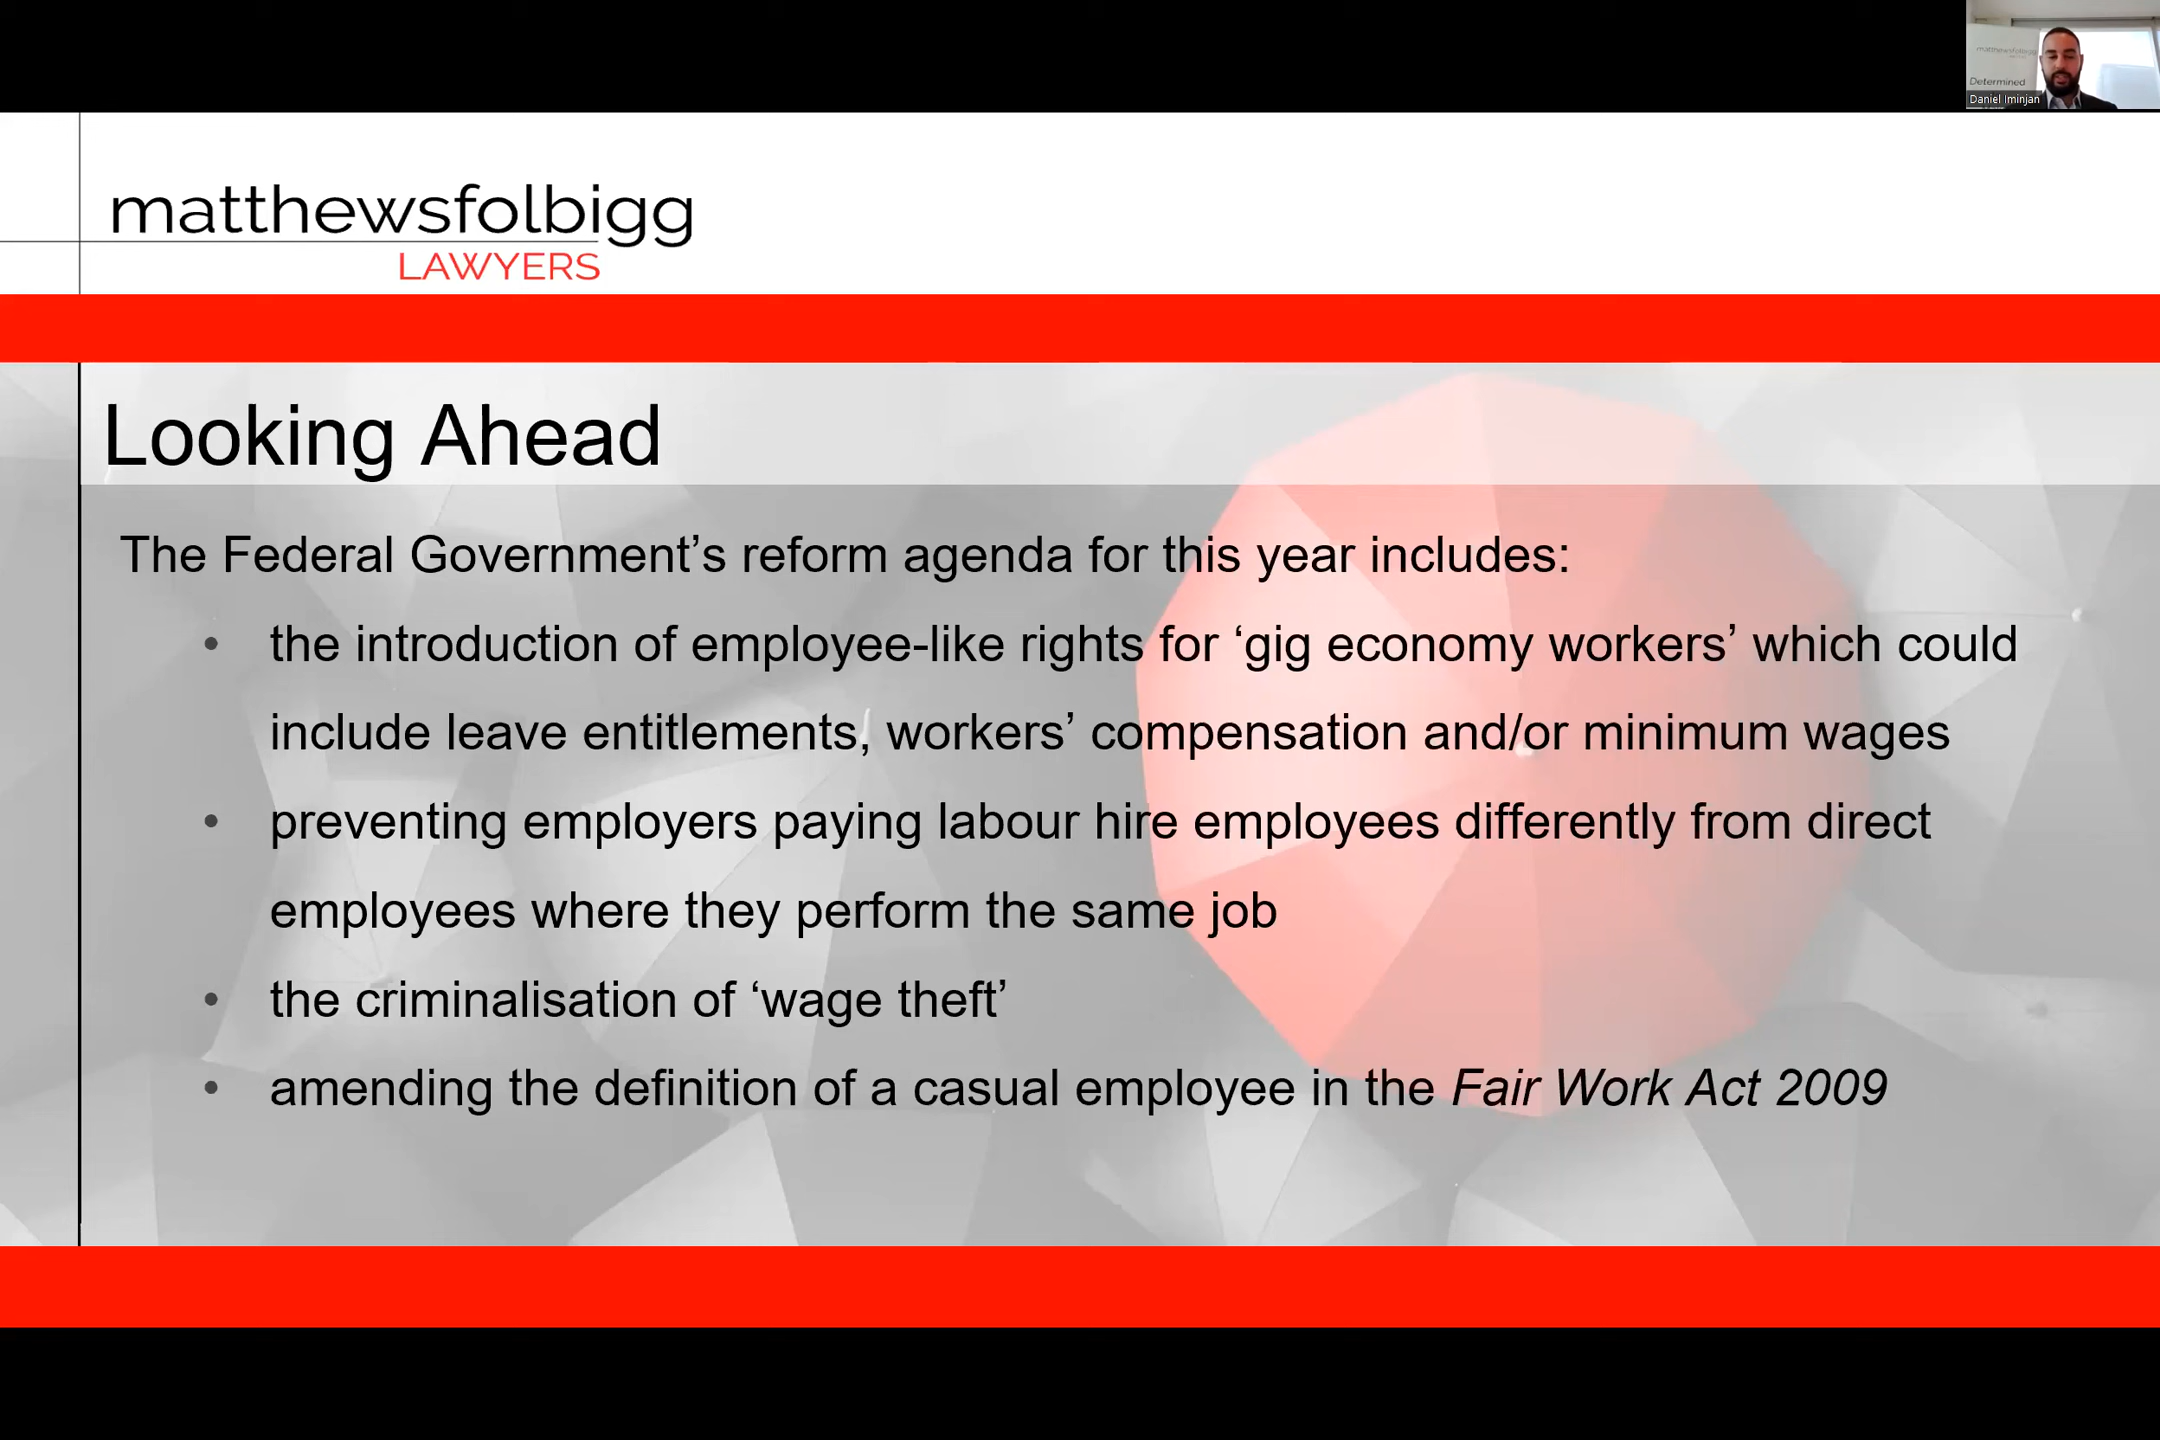 matthewsfolbigg
Determined
Daniel Iminjan
matthewsfolbigg
LAWYERS
Looking Ahead
The Federal Government’s reform agenda for this year includes:
• the introduction of employee-like rights for ‘gig economy workers’ which could
include leave entitlements, workers’ compensation and/or minimum wages
• preventing employers paying labour hire employees differently from direct
employees where they perform the same job
• the criminalisation of ‘wage theft’
• amending the definition of a casual employee in the Fair Work Act 2009